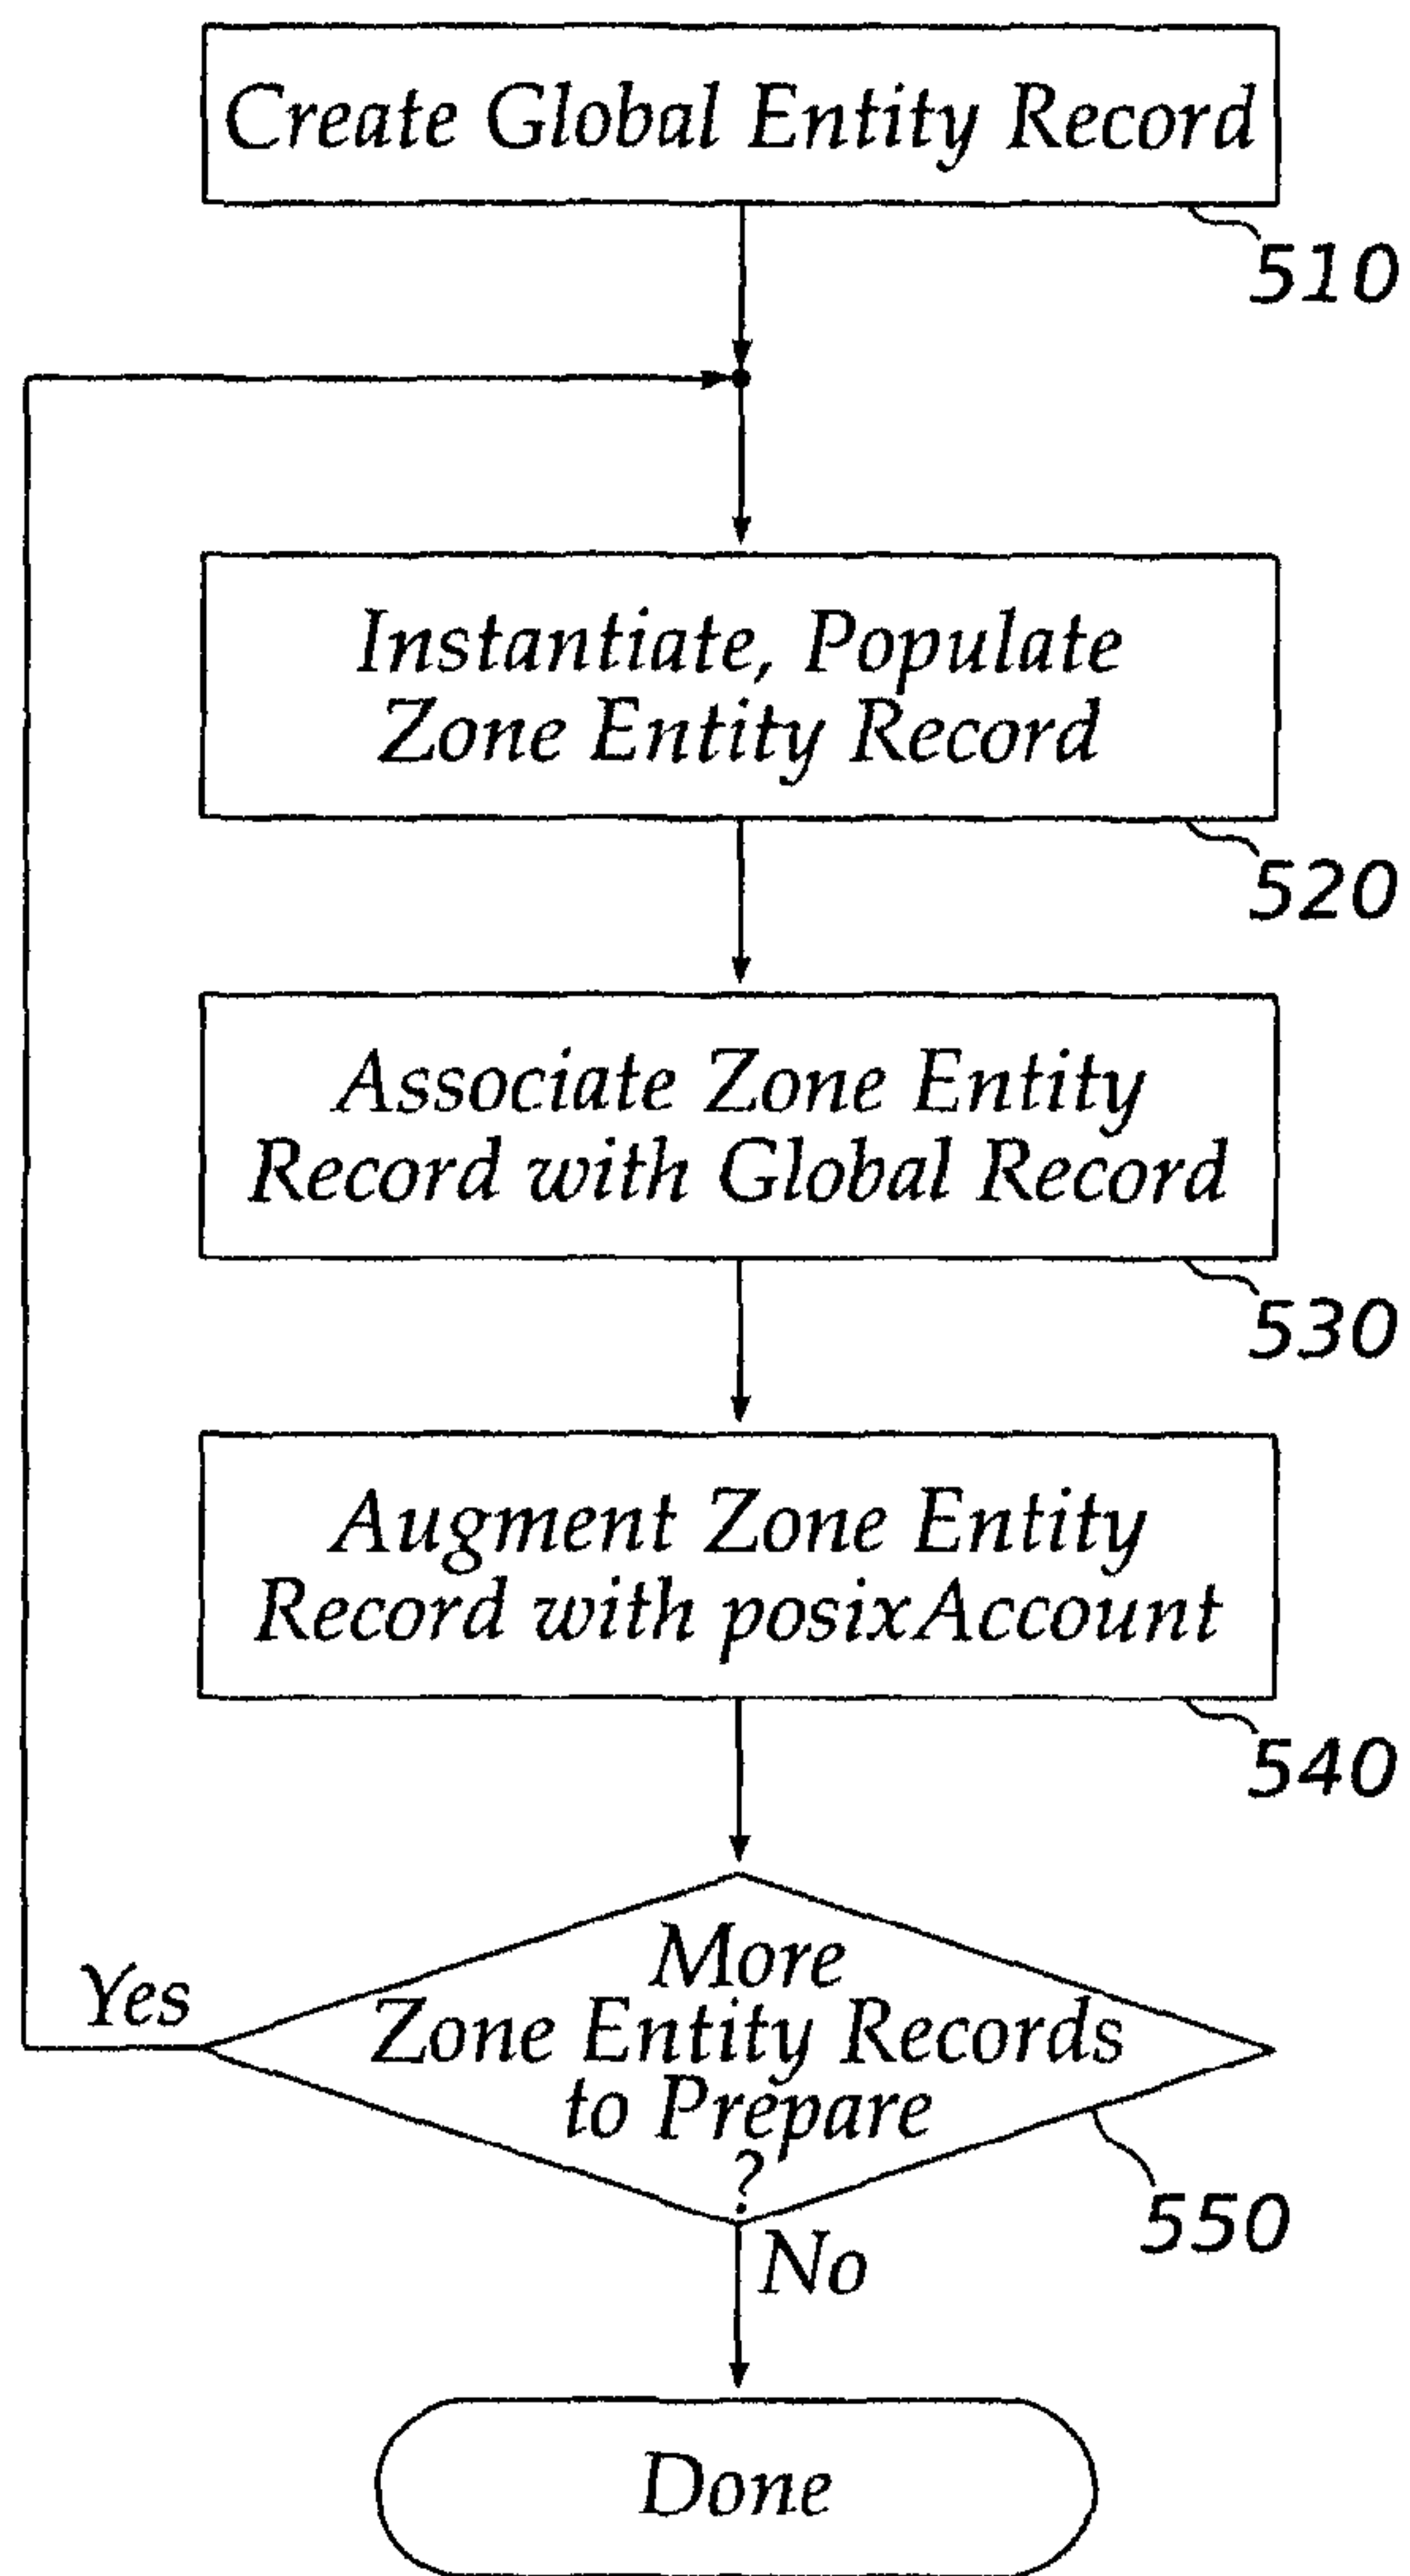 Create Global Entity Record
510
Instantiate, Populate
Zone Entity Record
520
Associate Zone Entity
Record with Global Record
530
Augment Zone Entity
Record with posixAccount
540
More
Zone Entity Records
to Prepare
?
Yes
550
No
Done